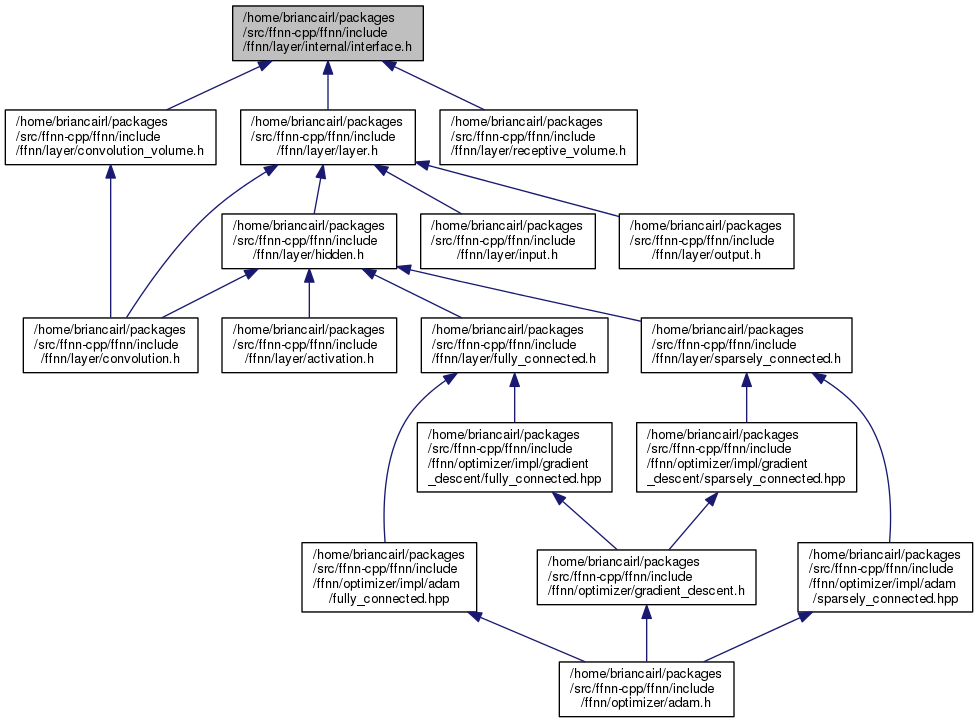 /home/briancairl/packages
/src/ffnn-cpp/ffnn/include
/ffnn/layer/internal/interface.h
/home/briancairl/packages
/src/ffnn-cpp/ffnn/include
/ffnn/layer/convolution_volume.h
/home/briancairl/packages
/src/ffnn-cpp/ffnn/include
/ffnn/layer/layer.h
/home/briancairl/packages
/src/ffnn-cpp/ffnn/include
/ffnn/layer/receptive_volume.h
/home/briancairl/packages
/src/ffnn-cpp/ffnn/include
/ffnn/layer/hidden.h
/home/briancairl/packages
/src/ffnn-cpp/ffnn/include
/ffnn/layer/input.h
/home/briancairl/packages
/src/ffnn-cpp/ffnn/include
/ffnn/layer/output.h
/home/briancairl/packages
/src/ffnn-cpp/ffnn/include
/ffnn/layer/convolution.h
/home/briancairl/packages
/src/ffnn-cpp/ffnn/include
/ffnn/layer/activation.h
/home/briancairl/packages
/src/ffnn-cpp/ffnn/include
/ffnn/layer/fully_connected.h
/home/briancairl/packages
/src/ffnn-cpp/ffnn/include
/ffnn/layer/sparsely_connected.h
/home/briancairl/packages
/src/ffnn-cpp/ffnn/include
/ffnn/optimizer/impl/gradient
_descent/fully_connected.hpp
/home/briancairl/packages
/src/ffnn-cpp/ffnn/include
/ffnn/optimizer/impl/gradient
_descent/sparsely_connected.hpp
/home/briancairl/packages
/src/ffnn-cpp/ffnn/include
/ffnn/optimizer/impl/adam
/fully_connected.hpp
/home/briancairl/packages
/src/ffnn-cpp/ffnn/include
/ffnn/optimizer/gradient_descent.h
/home/briancairl/packages
/src/ffnn-cpp/ffnn/include
/ffnn/optimizer/impl/adam
/sparsely_connected.hpp
/home/briancairl/packages
/src/ffnn-cpp/ffnn/include
/ffnn/optimizer/adam.h